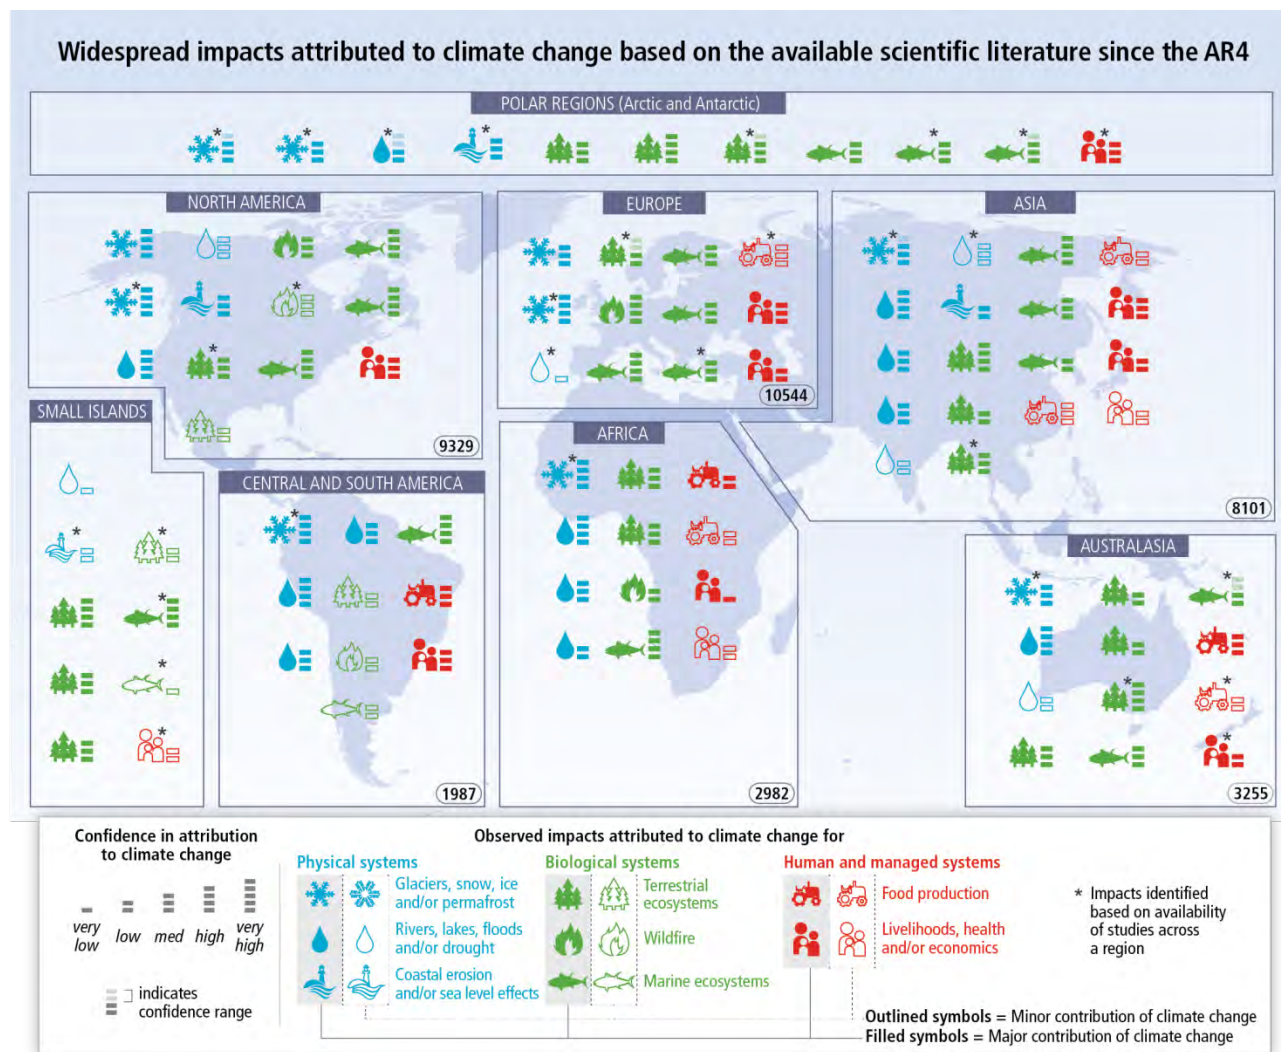 Widespread impacts attributed to climate change based on the available scientific literature since the AR4
POLAR REGIONS (Arctic and Antarctic)
*
*
*
*
*
*
*
*
NORTH AMERICA
*
*
*
9329
EUROPE
*
*
*
*
*
10544
ASIA
*
*
*
8101
SMALL ISLANDS
*
*
*
*
*
CENTRAL AND SOUTH AMERICA
*
1987
AFRICA
*
2982
AUSTRALASIA
*
*
*
*
*
3255
Confidence in attribution
to climate change
very
low
low
med
high
very
high
indicates
confidence range
Observed impacts attributed to climate change for
Physical systems
Glaciers, snow, ice
and/or permafrost
Rivers, lakes, floods
and/or drought
Coastal erosion
and/or sea level effects
Biological systems
Terrestrial
ecosystems
Wildfire
Marine ecosystems
Human and managed systems
Food production
Livelihoods, health
and/or economics
* Impacts identified
based on availability
of studies across
a region
Outlined symbols = Minor contribution of climate change
Filled symbols = Major contribution of climate change